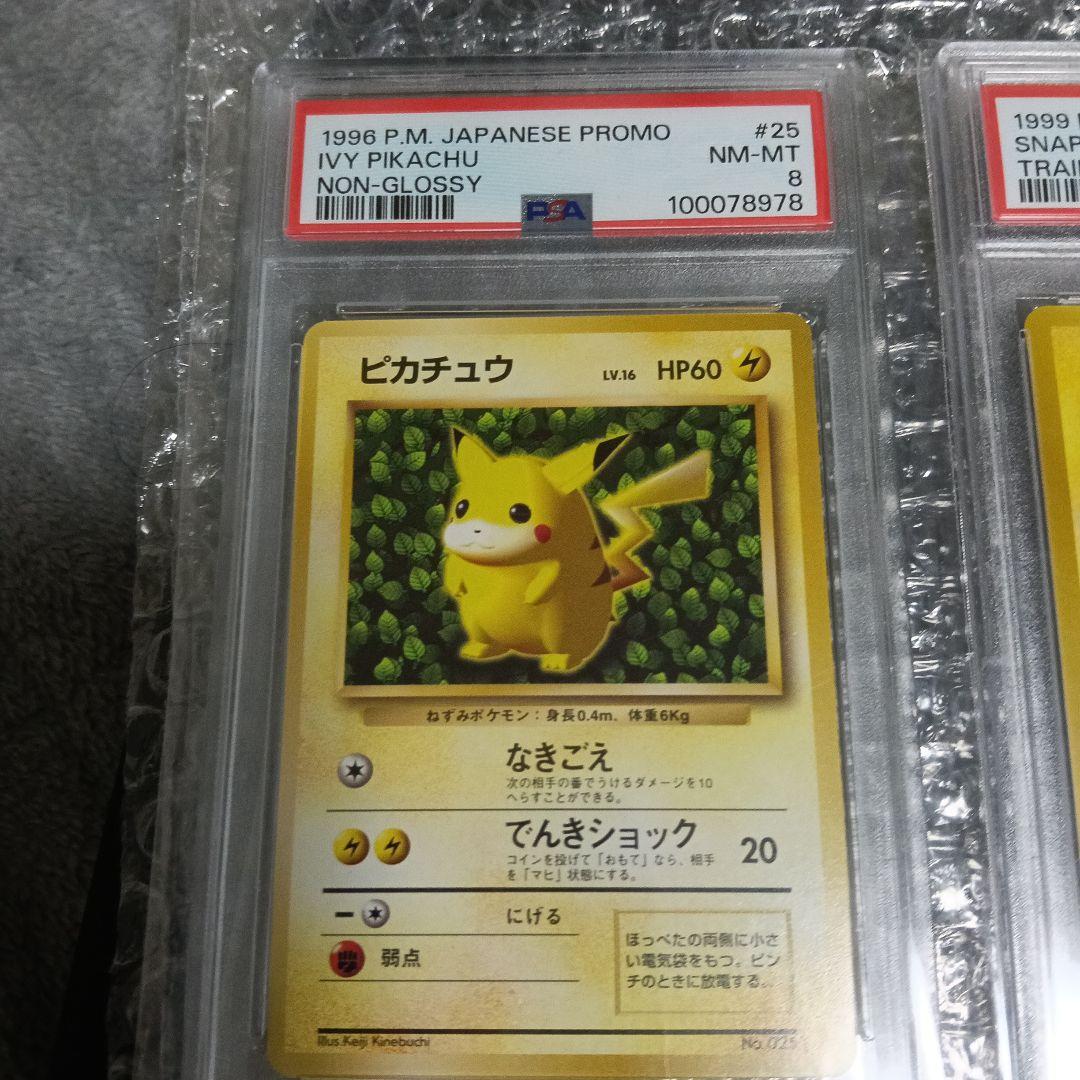 1996 P.M. JAPANESE PROMO #25
IVY PIKACHU NM-MT
NON-GLOSSY 8
PSA 100078978
ピカチュウ LV.16 HP60
ねずみポケモン：身長0.4m、体重6Kg
なきごえ
次の相手の番でうけるダメージを10
へらすことができる。
でんきショック 20
コインを投げて「おもて」なら、相手
を「マヒ」状態にする。
にげる
弱点
ほっぺたの両側に小さ
い電気袋をもつ。ピン
チのときに放電する。
Illus.Keiji Kinebuchi No.025
1999
SNAP
TRAI